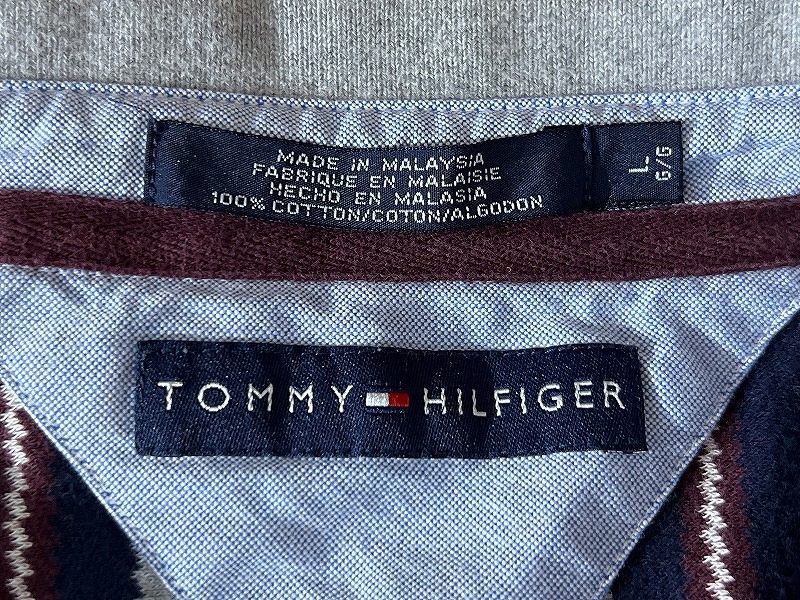 MADE IN MALAYSIA
FABRIQUE EN MALAISIE
HECHO EN MALASIA
100% COTTON/COTON/ALGODON
L
G/G
TOMMY HILFIGER